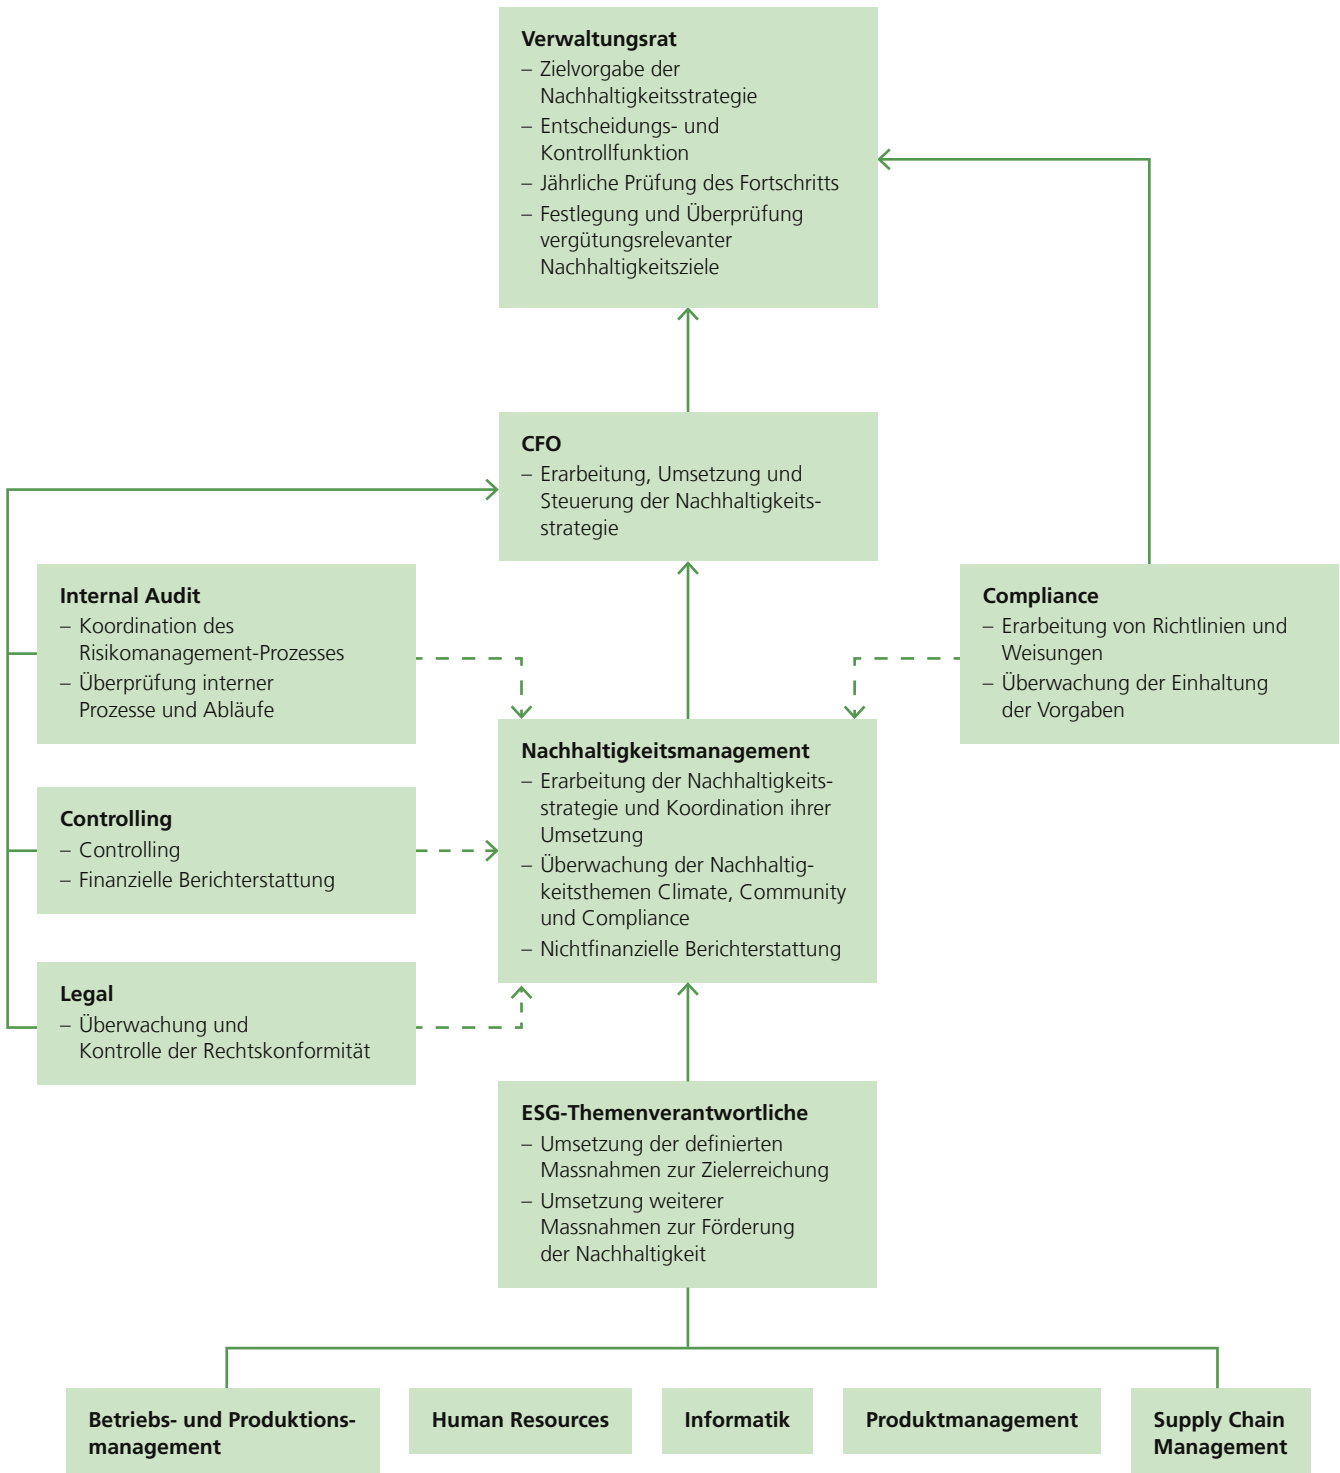 Verwaltungsrat
– Zielvorgabe der
Nachhaltigkeitsstrategie
– Entscheidungs- und
Kontrollfunktion
– Jährliche Prüfung des Fortschritts
– Festlegung und Überprüfung
vergütungsrelevanter
Nachhaltigkeitsziele
CFO
– Erarbeitung, Umsetzung und
Steuerung der Nachhaltigkeits-
strategie
Internal Audit
– Koordination des
Risikomanagement-Prozesses
– Überprüfung interner
Prozesse und Abläufe
Compliance
– Erarbeitung von Richtlinien und
Weisungen
– Überwachung der Einhaltung
der Vorgaben
Nachhaltigkeitsmanagement
– Erarbeitung der Nachhaltigkeits-
strategie und Koordination ihrer
Umsetzung
– Überwachung der Nachhaltig-
keitsthemen Climate, Community
und Compliance
– Nichtfinanzielle Berichterstattung
Controlling
– Controlling
– Finanzielle Berichterstattung
Legal
– Überwachung und
Kontrolle der Rechtskonformität
ESG-Themenverantwortliche
– Umsetzung der definierten
Massnahmen zur Zielerreichung
– Umsetzung weiterer
Massnahmen zur Förderung
der Nachhaltigkeit
Betriebs- und Produktions-
management
Human Resources
Informatik
Produktmanagement
Supply Chain
Management